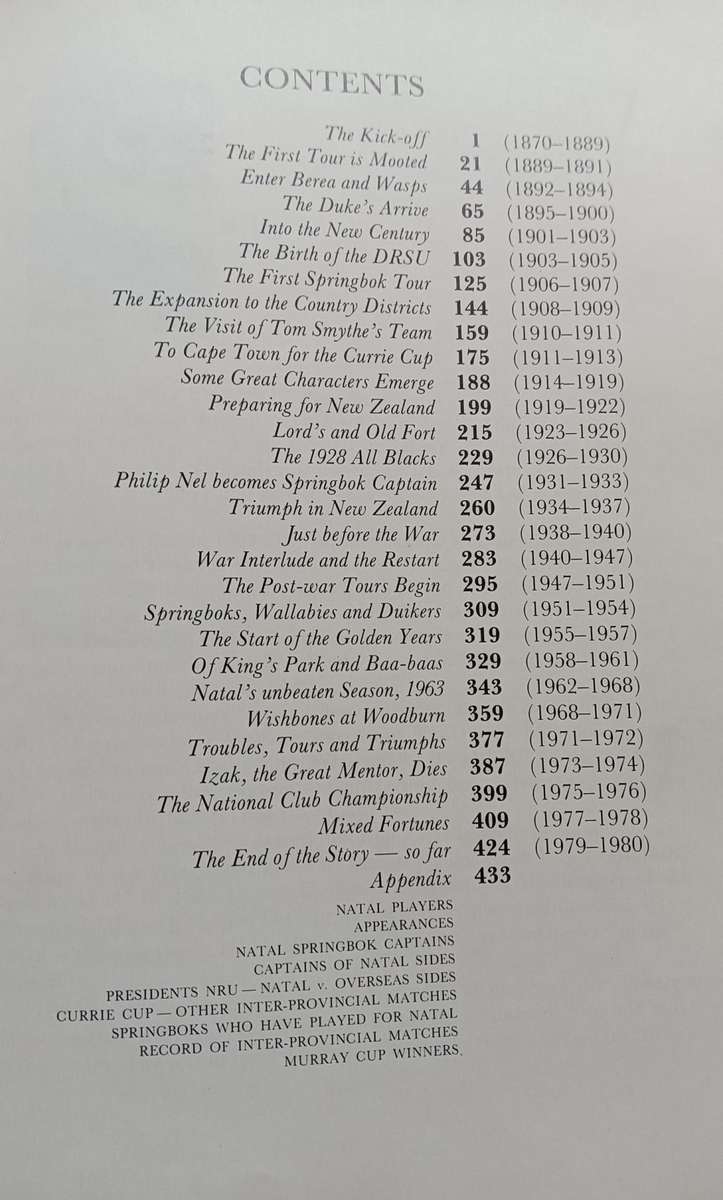 CONTENTS
The Kick-off 1 (1870–1889)
The First Tour is Mooted 21 (1889–1891)
Enter Berea and Wasps 44 (1892–1894)
The Duke's Arrive 65 (1895–1900)
Into the New Century 85 (1901–1903)
The Birth of the DRSU 103 (1903–1905)
The First Springbok Tour 125 (1906–1907)
The Expansion to the Country Districts 144 (1908–1909)
The Visit of Tom Smythe's Team 159 (1910–1911)
To Cape Town for the Currie Cup 175 (1911–1913)
Some Great Characters Emerge 188 (1914–1919)
Preparing for New Zealand 199 (1919–1922)
Lord's and Old Fort 215 (1923–1926)
The 1928 All Blacks 229 (1926–1930)
Philip Nel becomes Springbok Captain 247 (1931–1933)
Triumph in New Zealand 260 (1934–1937)
Just before the War 273 (1938–1940)
War Interlude and the Restart 283 (1940–1947)
The Post-war Tours Begin 295 (1947–1951)
Springboks, Wallabies and Duikers 309 (1951–1954)
The Start of the Golden Years 319 (1955–1957)
Of King's Park and Baa-baas 329 (1958–1961)
Natal's unbeaten Season, 1963 343 (1962–1968)
Wishbones at Woodburn 359 (1968–1971)
Troubles, Tours and Triumphs 377 (1971–1972)
Izak, the Great Mentor, Dies 387 (1973–1974)
The National Club Championship 399 (1975–1976)
Mixed Fortunes 409 (1977–1978)
The End of the Story — so far 424 (1979–1980)
Appendix 433
NATAL PLAYERS
APPEARANCES
NATAL SPRINGBOK CAPTAINS
CAPTAINS OF NATAL SIDES
PRESIDENTS NRU — NATAL v. OVERSEAS SIDES
CURRIE CUP — OTHER INTER-PROVINCIAL MATCHES
SPRINGBOKS WHO HAVE PLAYED FOR NATAL
RECORD OF INTER-PROVINCIAL MATCHES
MURRAY CUP WINNERS.